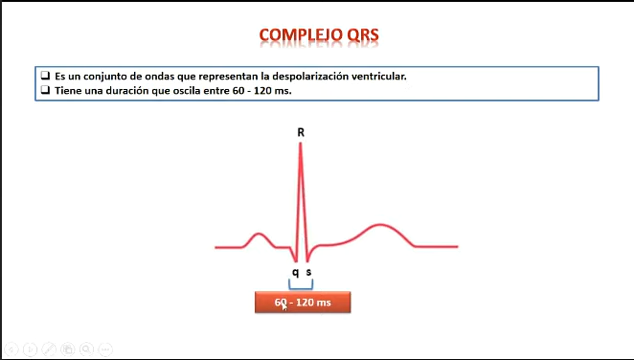 COMPLEJO QRS
Es un conjunto de ondas que representan la despolarización ventricular.
Tiene una duración que oscila entre 60 - 120 ms.
R
q s
60 - 120 ms